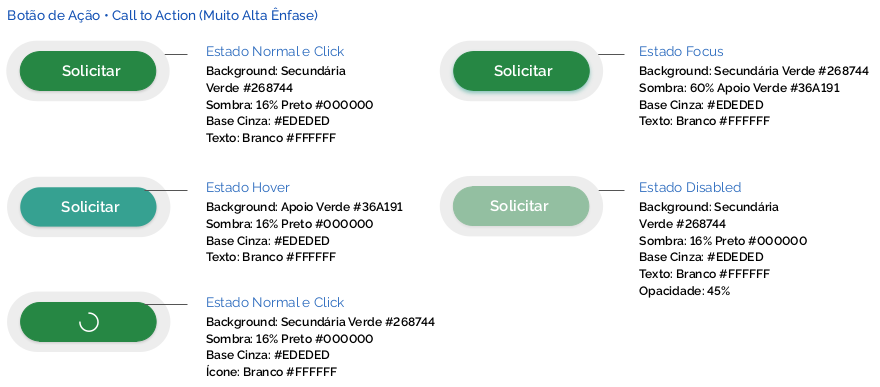 Botão de Ação • Call to Action (Muito Alta Ênfase)
Solicitar
Estado Normal e Click
Background: Secundária
Verde #268744
Sombra: 16% Preto #000000
Base Cinza: #EDEDED
Texto: Branco #FFFFFF
Solicitar
Estado Focus
Background: Secundária Verde #268744
Sombra: 60% Apoio Verde #36A191
Base Cinza: #EDEDED
Texto: Branco #FFFFFF
Solicitar
Estado Hover
Background: Apoio Verde #36A191
Sombra: 16% Preto #000000
Base Cinza: #EDEDED
Texto: Branco #FFFFFF
Solicitar
Estado Disabled
Background: Secundária
Verde #268744
Sombra: 16% Preto #000000
Base Cinza: #EDEDED
Texto: Branco #FFFFFF
Opacidade: 45%
Estado Normal e Click
Background: Secundária Verde #268744
Sombra: 16% Preto #000000
Base Cinza: #EDEDED
Ícone: Branco #FFFFFF